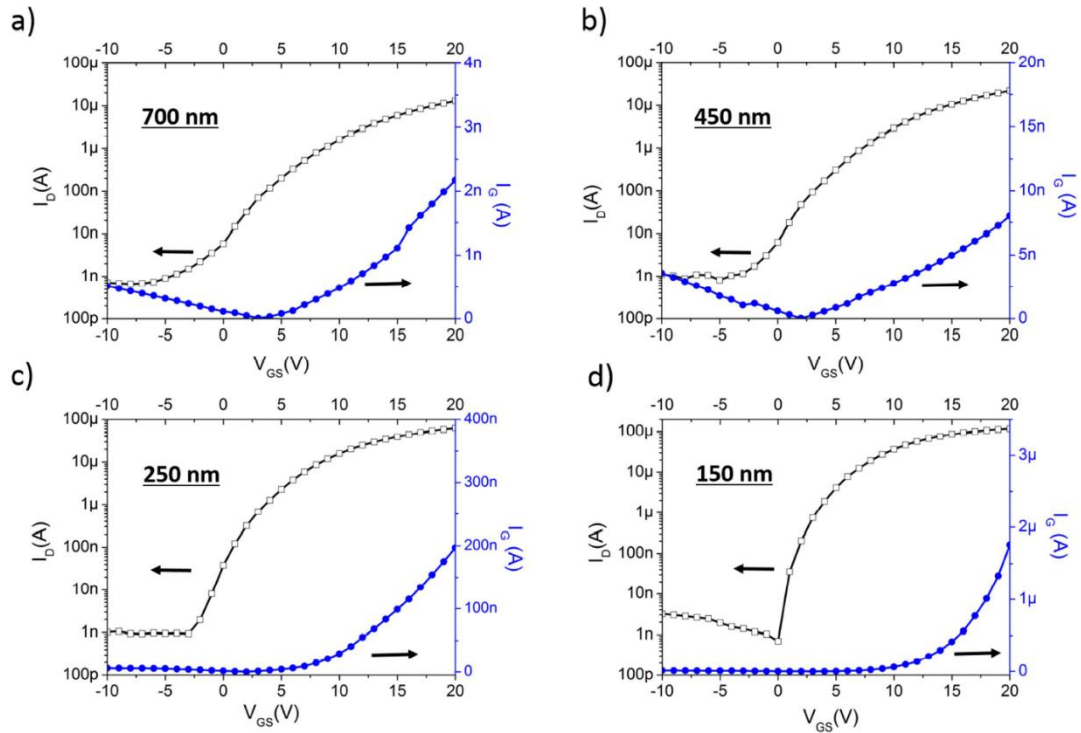 a)
-10 -5 0 5 10 15 20
100µ 4n
10µ
700 nm
3n
1µ
I_D(A) 100n 2n I_G (A)
10n
1n
1n
100p 0
-10 -5 0 5 10 15 20
V_GS(V)
b)
-10 -5 0 5 10 15 20
100µ 20n
10µ
450 nm
15n
1µ
I_D(A) 100n 10n I_G (A)
10n
5n
1n
100p 0
-10 -5 0 5 10 15 20
V_GS(V)
c)
-10 -5 0 5 10 15 20
100µ 400n
10µ
250 nm
300n
1µ
I_D(A) 100n 200n I_G (A)
10n
100n
1n
0
100p
-10 -5 0 5 10 15 20
V_GS(V)
d)
-10 -5 0 5 10 15 20
100µ
3µ
10µ
150 nm
1µ
2µ
I_D(A) 100n I_G (A)
10n 1µ
1n
0
100p
-10 -5 0 5 10 15 20
V_GS(V)